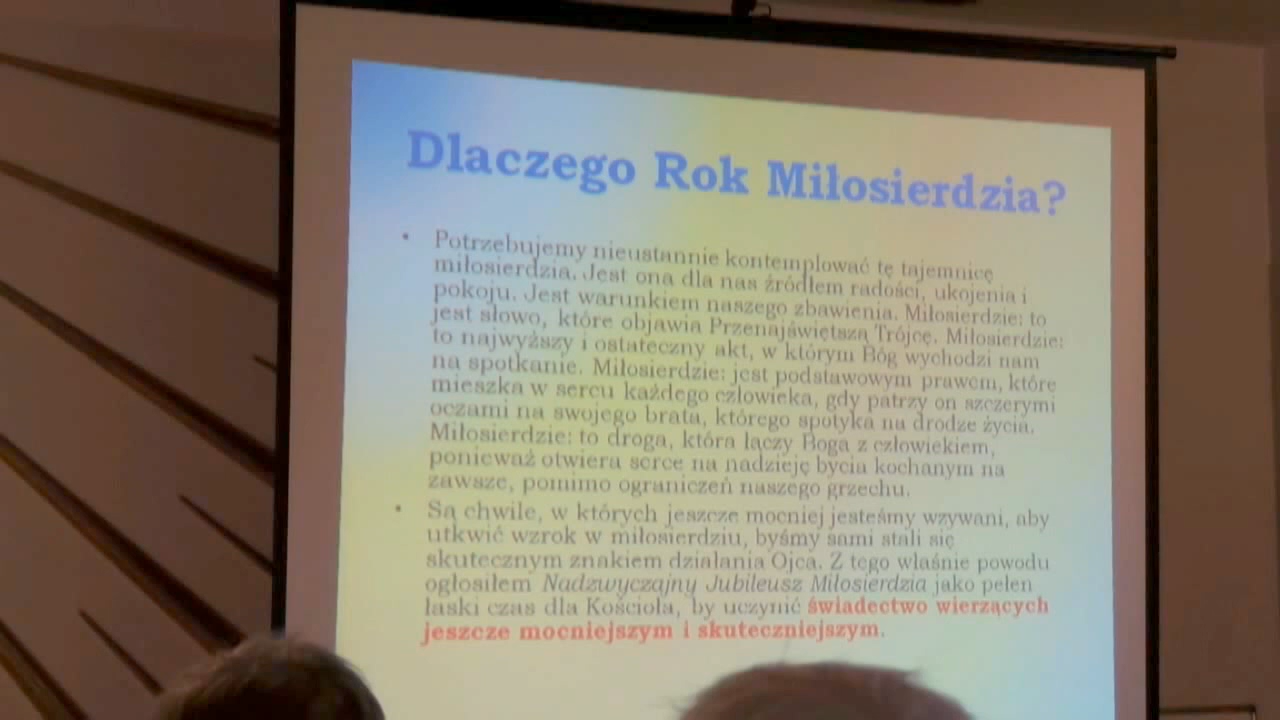 Dlaczego Rok Miłosierdzia?
• Potrzebujemy nieustannie kontemplować tę tajemnicę
miłosierdzia. Jest ona dla nas źródłem radości, ukojenia i
pokoju. Jest warunkiem naszego zbawienia. Miłosierdzie: to
jest słowo, które objawia Przenajświętszą Trójcę. Miłosierdzie:
to najwyższy i ostateczny akt, w którym Bóg wychodzi nam
na spotkanie. Miłosierdzie: jest podstawowym prawem, które
mieszka w sercu każdego człowieka, gdy patrzy on szczerymi
oczami na swojego brata, którego spotyka na drodze życia.
Miłosierdzie: to droga, która łączy Boga z człowiekiem,
ponieważ otwiera serce na nadzieję bycia kochanym na
zawsze, pomimo ograniczeń naszego grzechu.
• Są chwile, w których jeszcze mocniej jesteśmy wzywani, aby
utkwić wzrok w miłosierdziu, byśmy sami stali się
skutecznym znakiem działania Ojca. Z tego właśnie powodu
ogłosiłem Nadzwyczajny Jubileusz Miłosierdzia jako pełen
łaski czas dla Kościoła, by uczynić świadectwo wierzących
jeszcze mocniejszym i skuteczniejszym.